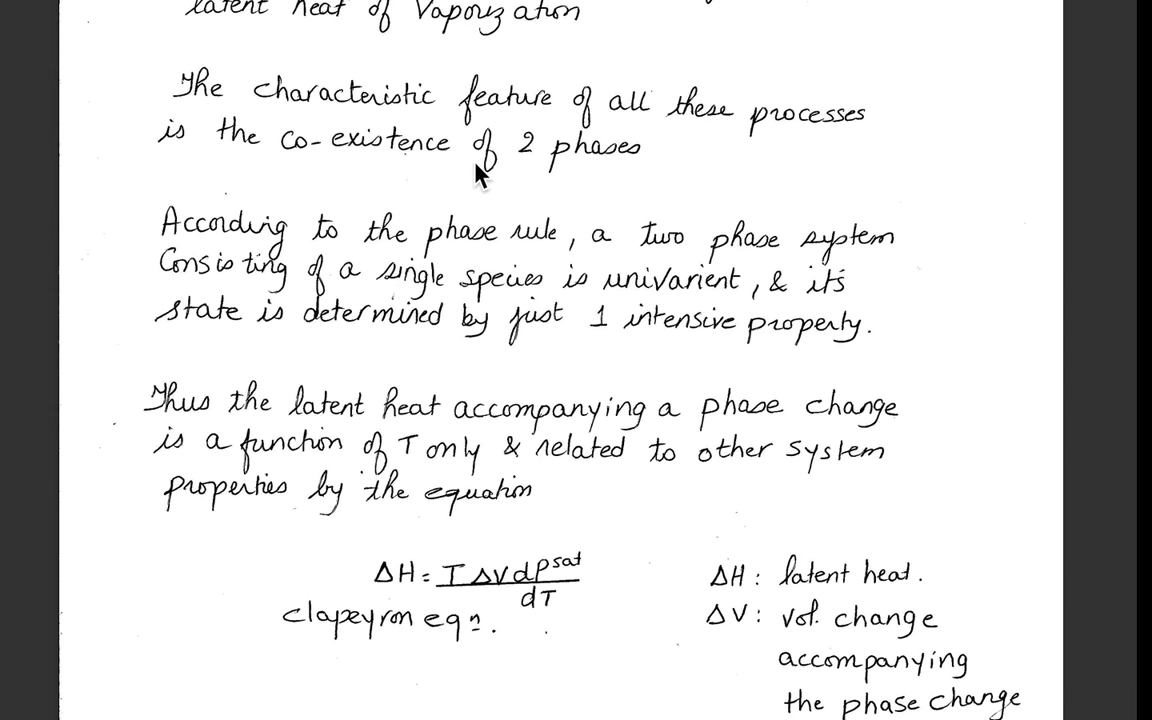 latent heat of Vaporization
The characteristic feature of all these processes
is the co-existence of 2 phases
According to the phase rule, a two phase system
Consisting of a single species is univarient, & it's
state is determined by just 1 intensive property.
Thus the latent heat accompanying a phase change
is a function of T only & related to other system
properties by the equation
ΔH = T ΔV dP^sat / dT
clapeyron eqn.
ΔH : latent heat.
ΔV : vol. change
accompanying
the phase change